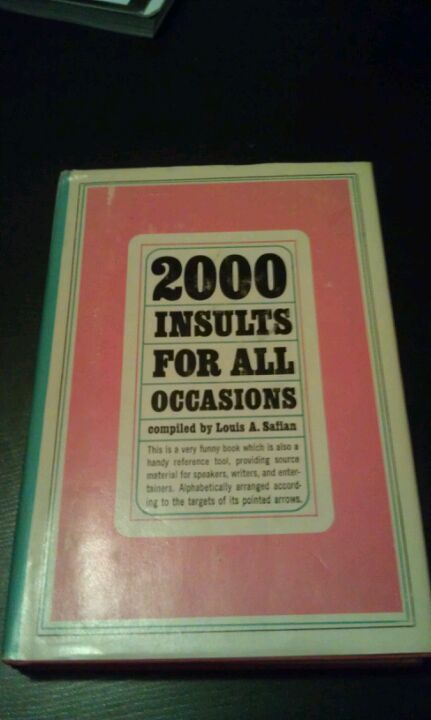 2000
INSULTS
FOR ALL
OCCASIONS
compiled by Louis A. Safian
This is a very funny book which is also a
handy reference tool, providing source
material for speakers, writers, and enter-
tainers. Alphabetically arranged accord-
ing to the targets of its pointed arrows.